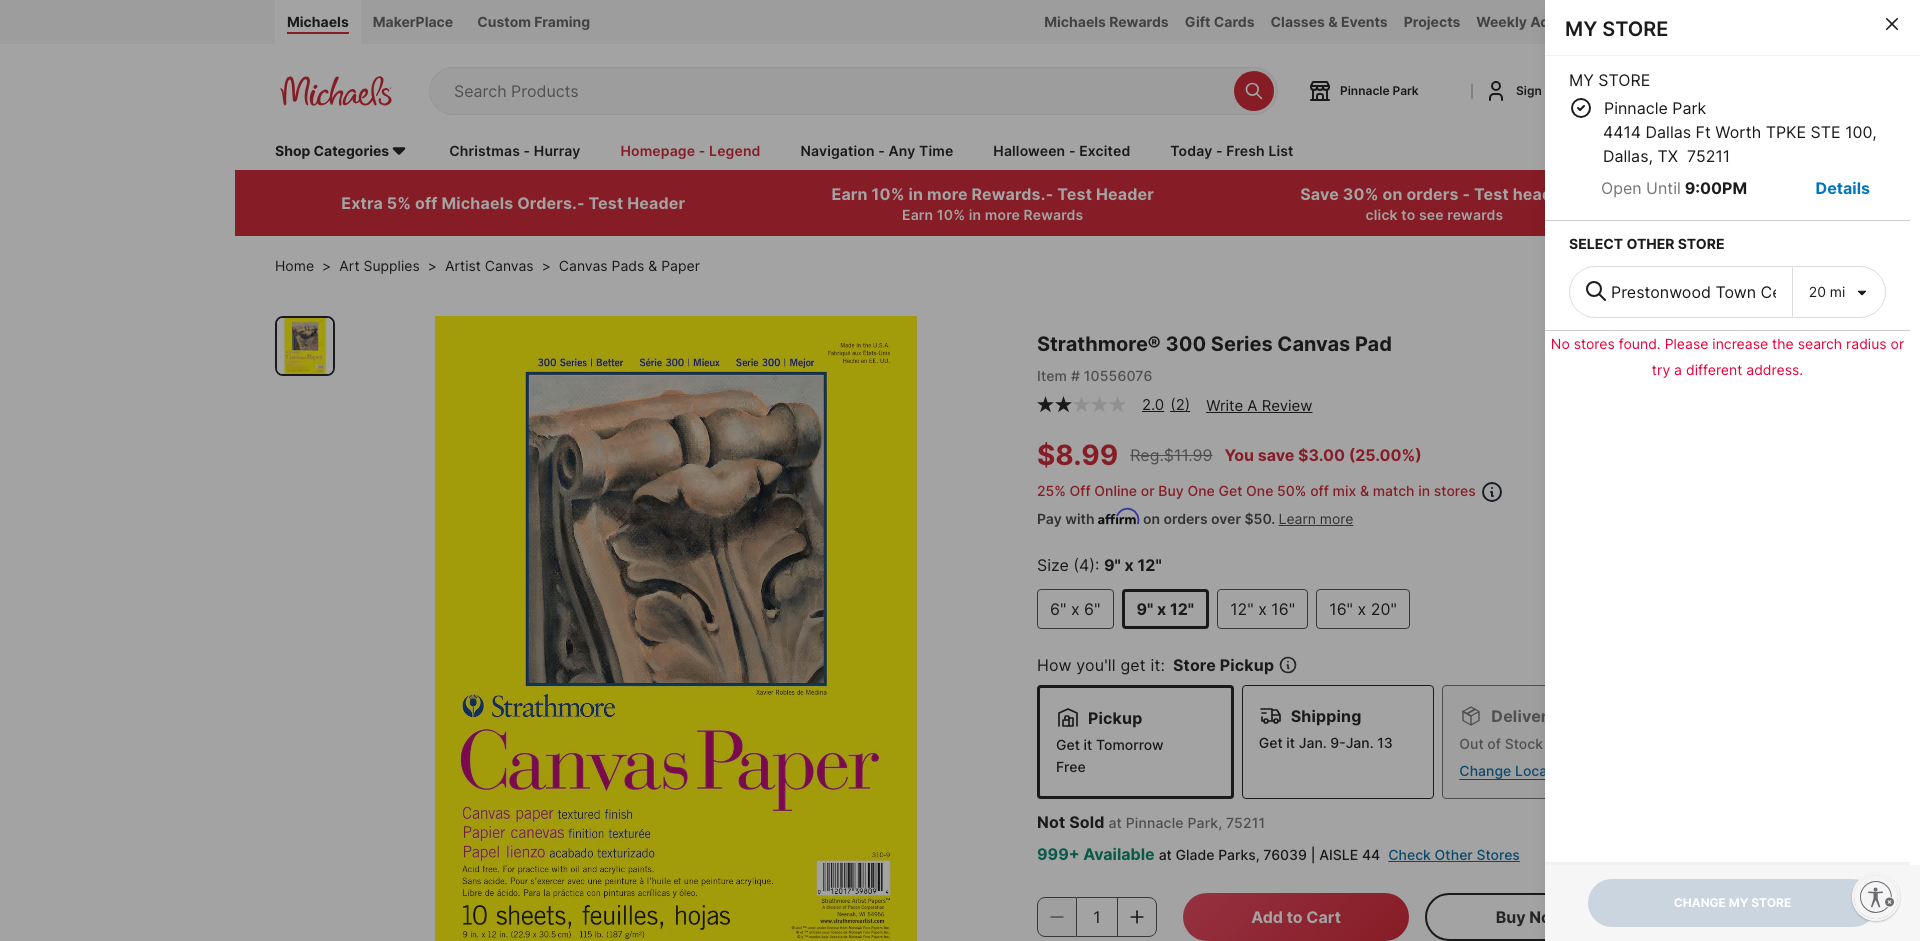 Michaels
MakerPlace
Custom Framing
Michaels Rewards
Gift Cards
Classes & Events
Projects
Weekly
Michaels
Search Products
Pinnacle Park
Sign
Shop Categories
Christmas - Hurray
Homepage - Legend
Navigation - Any Time
Halloween - Excited
Today - Fresh List
Extra 5% off Michaels Orders.- Test Header
Earn 10% in more Rewards.- Test Header
Earn 10% in more Rewards
Save 30% on orders - Test
click to see rewards
Home > Art Supplies > Artist Canvas > Canvas Pads & Paper
Made in the U.S.A.
Fabriqué aux États-Unis
Hecho en EE. UU.
300 Series | Better Série 300 | Mieux Serie 300 | Mejor
Xavier Robles de Medina
Strathmore
Canvas Paper
Canvas paper textured finish
Papier canevas finition texturée
Papel lienzo acabado texturizado
Acid free. For practice with oil and acrylic paints.
Sans acide. Pour s'exercer avec une peinture à l'huile et une peinture acrylique.
Libre de ácido. Para la práctica con pinturas acrílicas y óleo.
10 sheets, feuilles, hojas
9 in. x 12 in. (22.9 x 30.5 cm) 115 lb. (187 g/m²)
310-9
0 12017 39809 4
Strathmore Artist Papers™
Neenah, WI 54956
www.strathmoreartist.com
Strathmore® 300 Series Canvas Pad
Item # 10556076
2.0 (2) Write A Review
$8.99 Reg.$11.99 You save $3.00 (25.00%)
25% Off Online or Buy One Get One 50% off mix & match in stores
Pay with affirm on orders over $50. Learn more
Size (4): 9" x 12"
6" x 6"
9" x 12"
12" x 16"
16" x 20"
How you'll get it: Store Pickup
Pickup
Get it Tomorrow
Free
Shipping
Get it Jan. 9-Jan. 13
Deliver
Out of Stock
Change Loca
Not Sold at Pinnacle Park, 75211
999+ Available at Glade Parks, 76039 | AISLE 44 Check Other Stores
1
Add to Cart
Buy
MY STORE
MY STORE
Pinnacle Park
4414 Dallas Ft Worth TPKE STE 100,
Dallas, TX 75211
Open Until 9:00PM
Details
SELECT OTHER STORE
Prestonwood Town Ce
20 mi
No stores found. Please increase the search radius or
try a different address.
CHANGE MY STORE